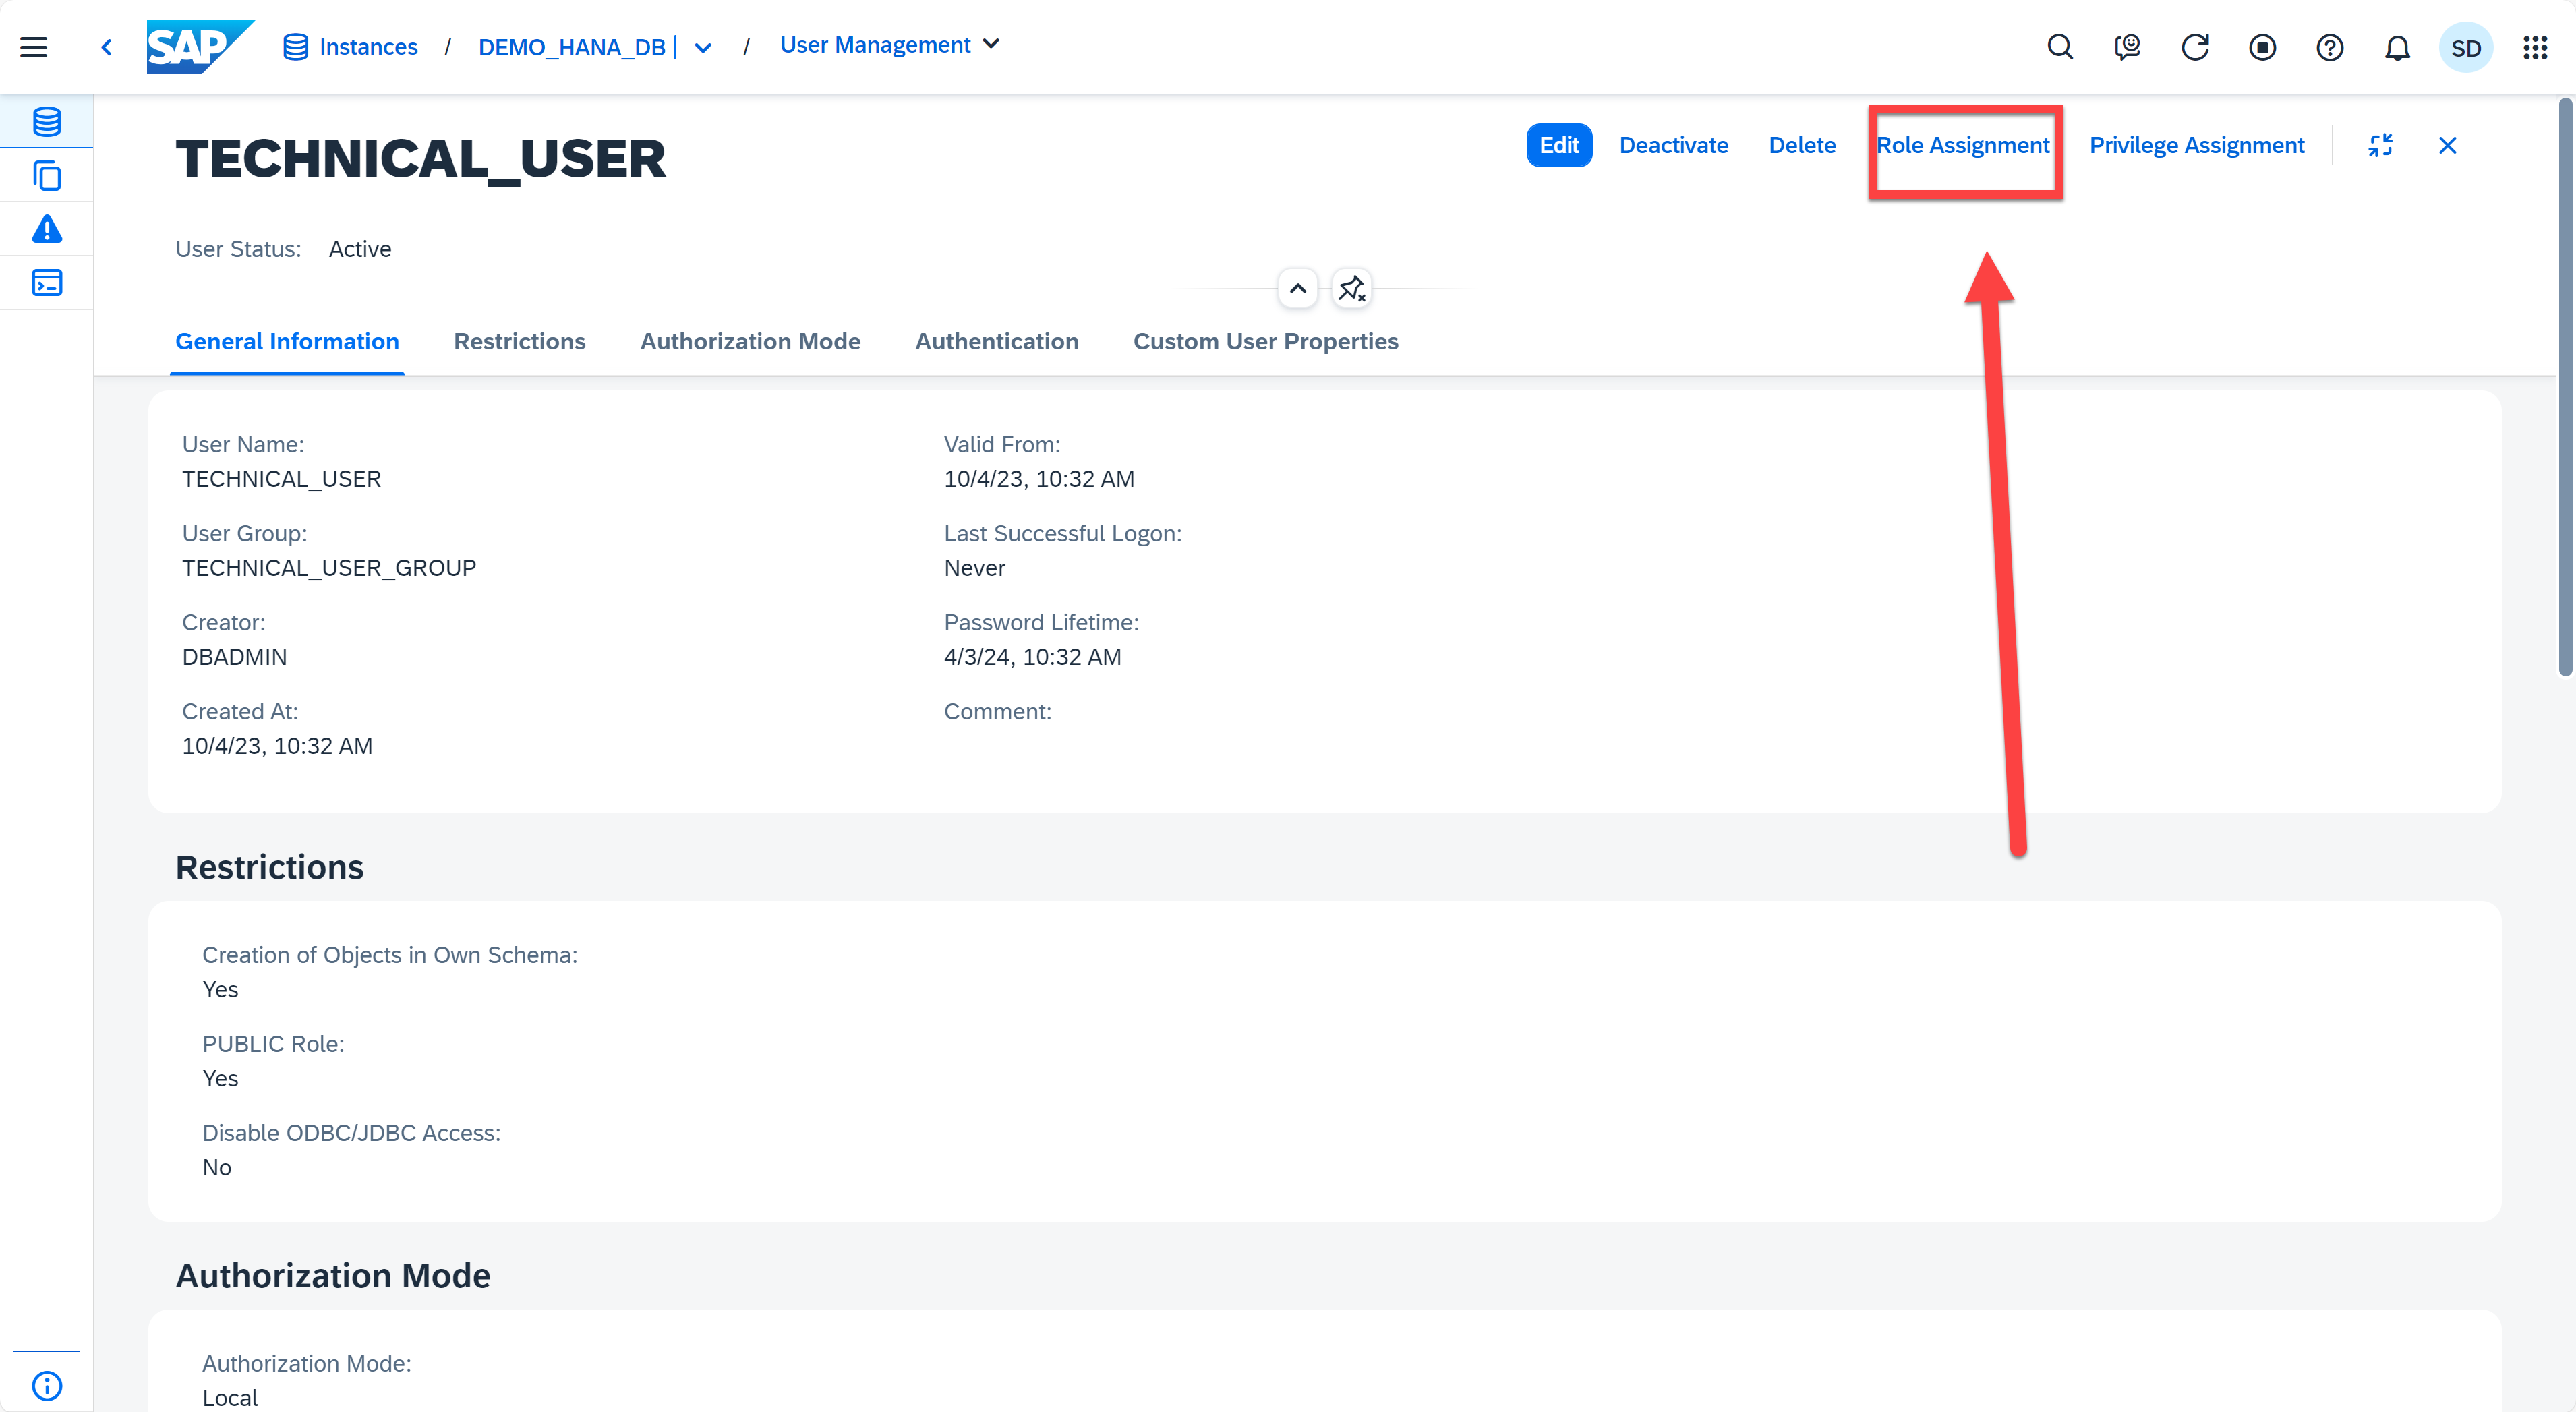 SAP Instances / DEMO_HANA_DB | / User Management SD
TECHNICAL_USER
Edit Deactivate Delete Role Assignment Privilege Assignment
User Status: Active
General Information Restrictions Authorization Mode Authentication Custom User Properties
User Name:
TECHNICAL_USER
User Group:
TECHNICAL_USER_GROUP
Creator:
DBADMIN
Created At:
10/4/23, 10:32 AM
Valid From:
10/4/23, 10:32 AM
Last Successful Logon:
Never
Password Lifetime:
4/3/24, 10:32 AM
Comment:
Restrictions
Creation of Objects in Own Schema:
Yes
PUBLIC Role:
Yes
Disable ODBC/JDBC Access:
No
Authorization Mode
Authorization Mode:
Local